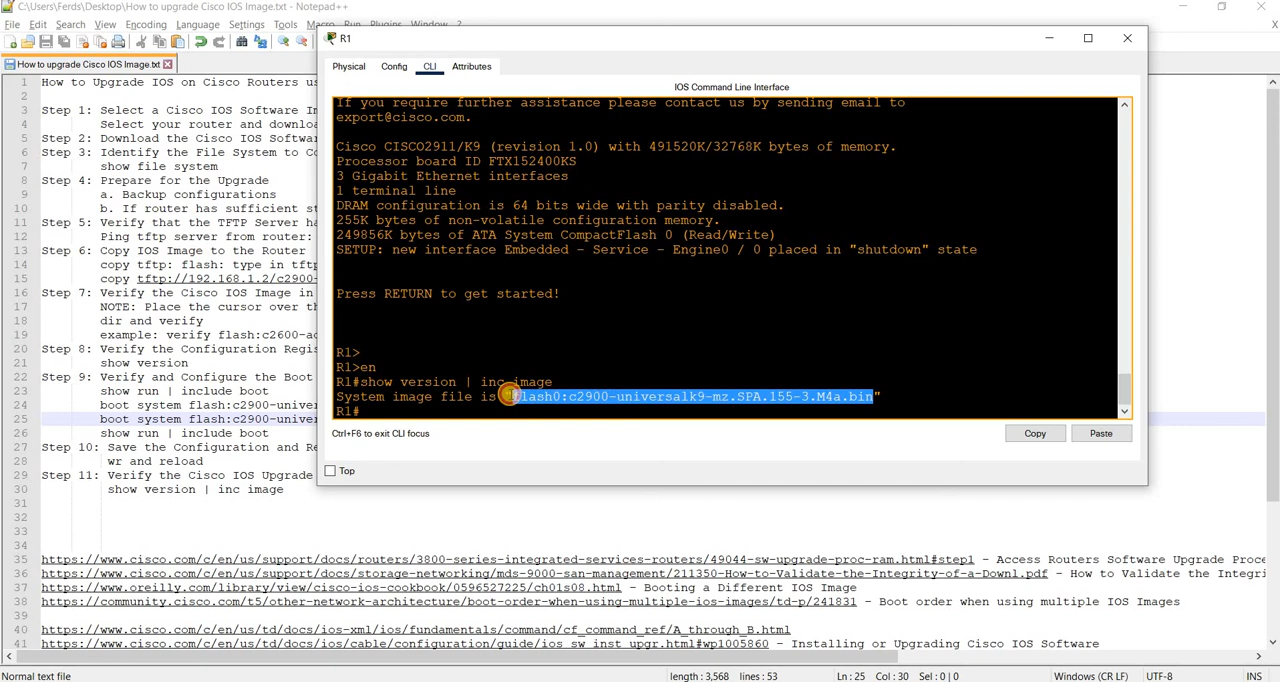 C:\Users\Ferds\Desktop\How to upgrade Cisco IOS Image.txt - Notepad++
File Edit Search View Encoding Language Settings Tools Macro Run Plugins Window ?
X
How to upgrade Cisco IOS Image.txt
1 How to Upgrade IOS on Cisco Routers us
2
3 Step 1: Select a Cisco IOS Software Im
4 Select your router and downloa
5 Step 2: Download the Cisco IOS Softwa
6 Step 3: Identify the File System to Co
7 show file system
8 Step 4: Prepare for the Upgrade
9 a. Backup configurations
10 b. If router has sufficient st
11 Step 5: Verify that the TFTP Server ha
12 Ping tftp server from router:
13 Step 6: Copy IOS Image to the Router
14 copy tftp: flash: type in tftp
15 copy tftp://192.168.1.2/c2900-
16 Step 7: Verify the Cisco IOS Image in
17 NOTE: Place the cursor over th
18 dir and verify
19 example: verify flash:c2600-ad
20 Step 8: Verify the Configuration Regis
21 show version
22 Step 9: Verify and Configure the Boot
23 show run | include boot
24 boot system flash:c2900-univer
25 boot system flash:c2900-univer
26 show run | include boot
27 Step 10: Save the Configuration and Re
28 wr and reload
29 Step 11: Verify the Cisco IOS Upgrade
30 show version | inc image
31
32
33
34
35 https://www.cisco.com/c/en/us/support/docs/routers/3800-series-integrated-services-routers/49044-sw-upgrade-proc-ram.html#step1 - Access Routers Software Upgrade Proce
36 https://www.cisco.com/c/en/us/support/docs/storage-networking/mds-9000-san-management/211350-How-to-Validate-the-Integrity-of-a-Downl.pdf - How to Validate the Integri
37 https://www.oreilly.com/library/view/cisco-ios-cookbook/0596527225/ch01s08.html - Booting a Different IOS Image
38 https://community.cisco.com/t5/other-network-architecture/boot-order-when-using-multiple-ios-images/td-p/241831 - Boot order when using multiple IOS Images
39
40 https://www.cisco.com/c/en/us/td/docs/ios-xml/ios/fundamentals/command/cf_command_ref/A_through_B.html
41 https://www.cisco.com/c/en/us/td/docs/ios/cable/configuration/guide/ios_sw_inst_upgr.html#wp1005860 - Installing or Upgrading Cisco IOS Software
R1
Physical Config CLI Attributes
IOS Command Line Interface
If you require further assistance please contact us by sending email to
export@cisco.com.
Cisco CISCO2911/K9 (revision 1.0) with 491520K/32768K bytes of memory.
Processor board ID FTX152400KS
3 Gigabit Ethernet interfaces
1 terminal line
DRAM configuration is 64 bits wide with parity disabled.
255K bytes of non-volatile configuration memory.
249856K bytes of ATA System CompactFlash 0 (Read/Write)
SETUP: new interface Embedded - Service - Engine0 / 0 placed in "shutdown" state
Press RETURN to get started!
R1>
R1>en
R1#show version | inc image
System image file is "flash0:c2900-universalk9-mz.SPA.155-3.M4a.bin"
R1#
Ctrl+F6 to exit CLI focus
Copy Paste
Top
Normal text file length : 3,568 lines : 53 Ln : 25 Col : 30 Sel : 0 | 0 Windows (CR LF) UTF-8 INS